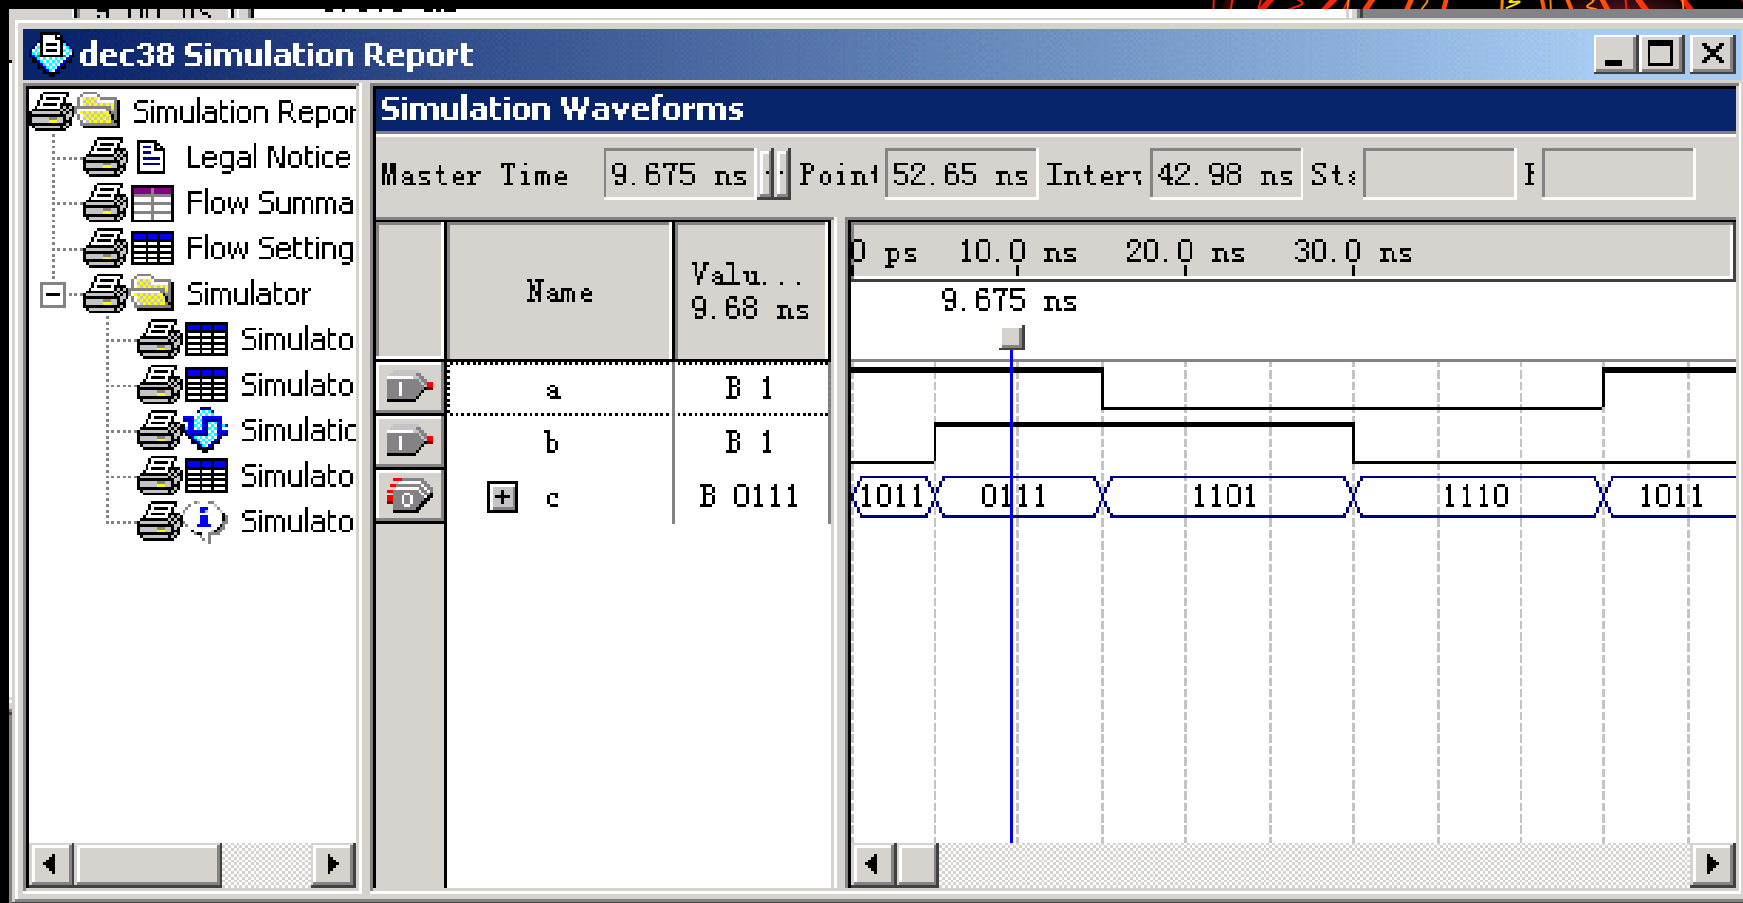 dec38 Simulation Report
Simulation Repor
Legal Notice
Flow Summa
Flow Setting
Simulator
Simulato
Simulato
Simulatic
Simulato
Simulato
Simulation Waveforms
Master Time 9.675 ns Point 52.65 ns Interv 42.98 ns Sta
Name Valu... 9.68 ns
0 ps 10.0 ns 20.0 ns 30.0 ns
9.675 ns
a B 1
b B 1
c B 0111 1011 0111 1101 1110 1011